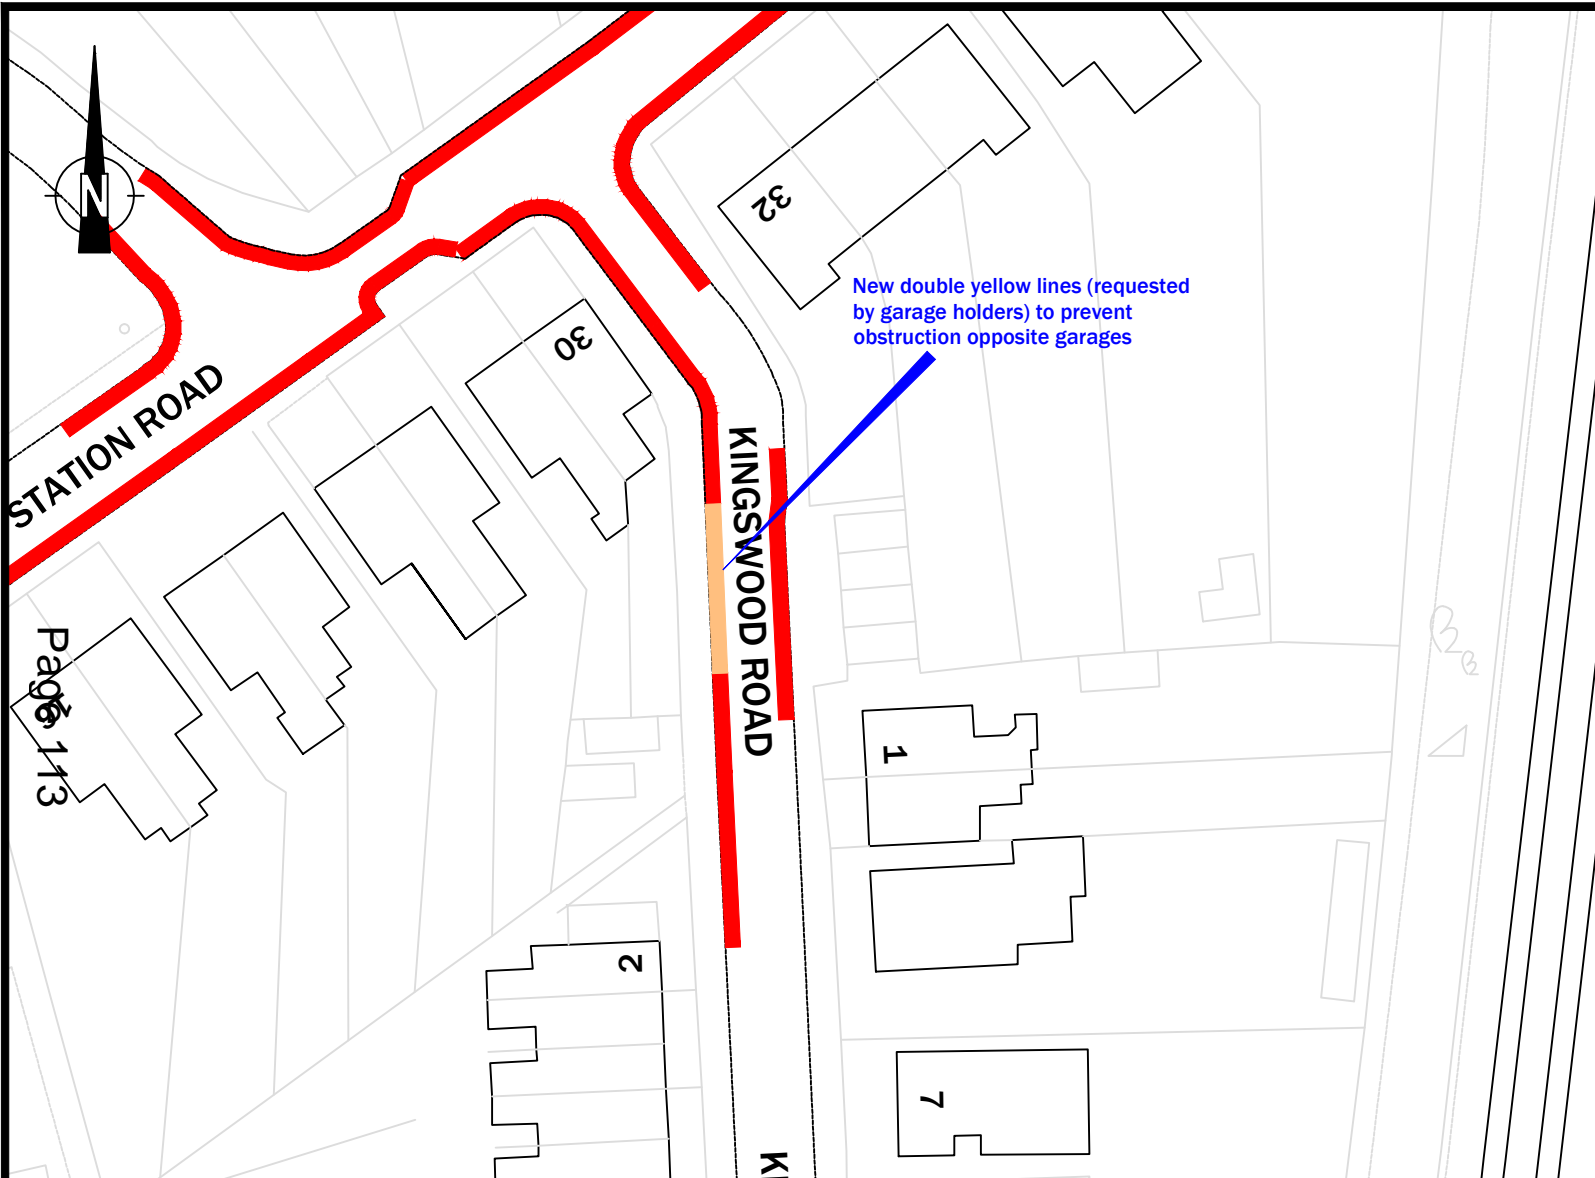 N
32
New double yellow lines (requested
by garage holders) to prevent
obstruction opposite garages
30
STATION ROAD
KINGSWOOD ROAD
Page 113
1
2
7